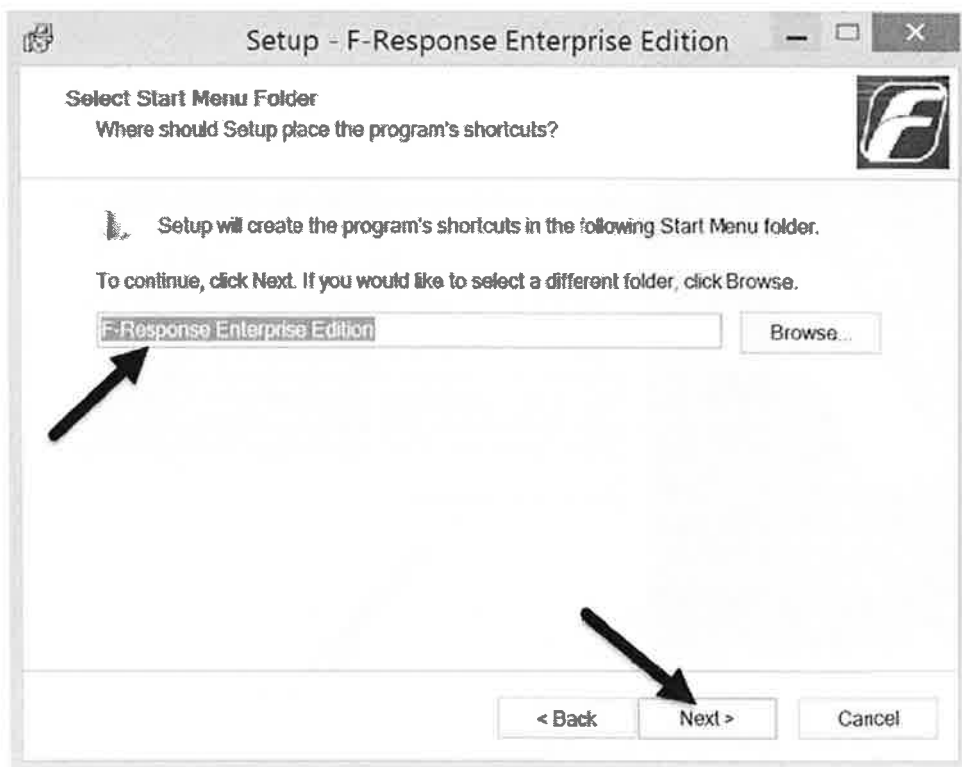 Setup - F-Response Enterprise Edition
Select Start Menu Folder
Where should Setup place the program's shortcuts?
Setup will create the program's shortcuts in the following Start Menu folder.
To continue, click Next. If you would like to select a different folder, click Browse.
F-Response Enterprise Edition
Browse...
< Back
Next >
Cancel